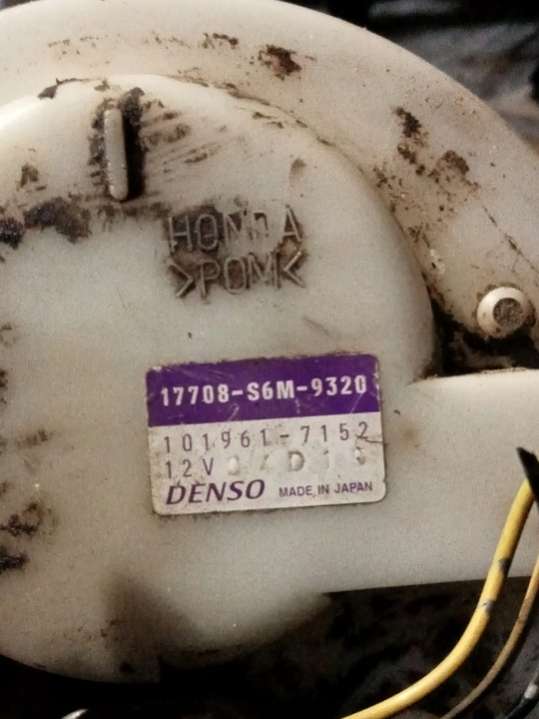 HONDA
>POM<
17708-S6M-9320
101961-7152
12V
DENSO MADE IN JAPAN